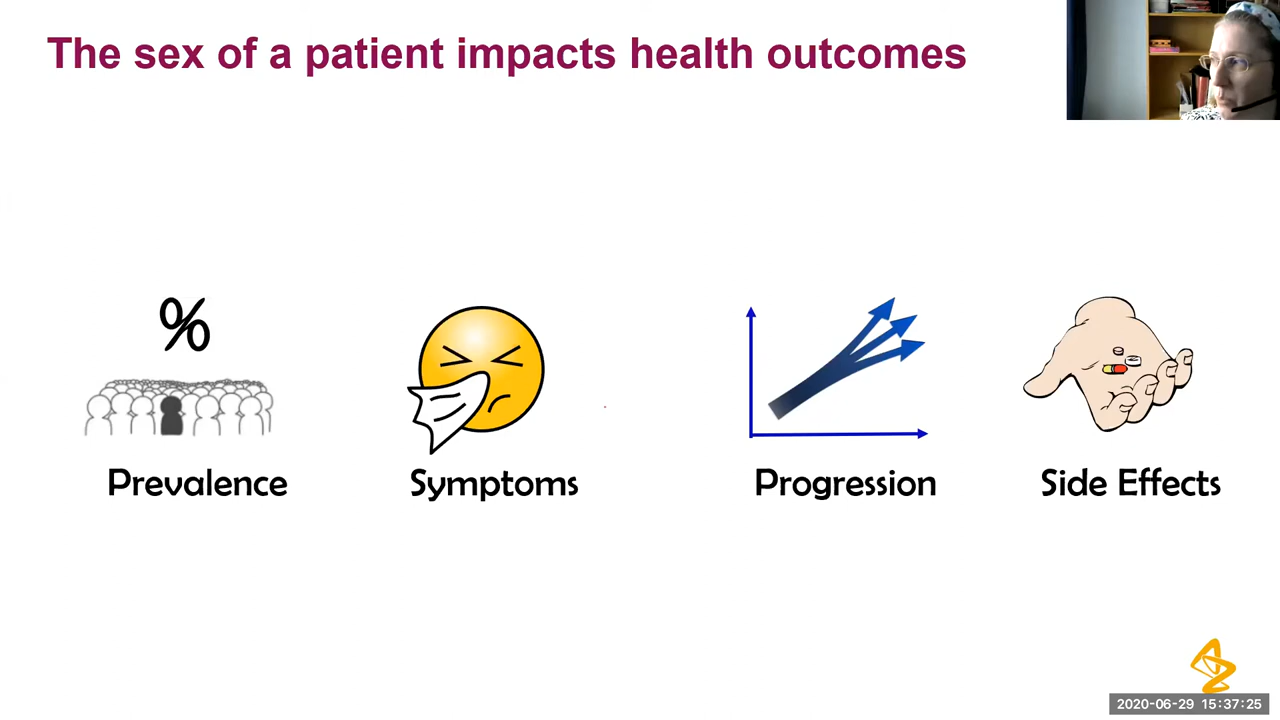 The sex of a patient impacts health outcomes
%
Prevalence
Symptoms
Progression
Side Effects
2020-06-29 15:37:25